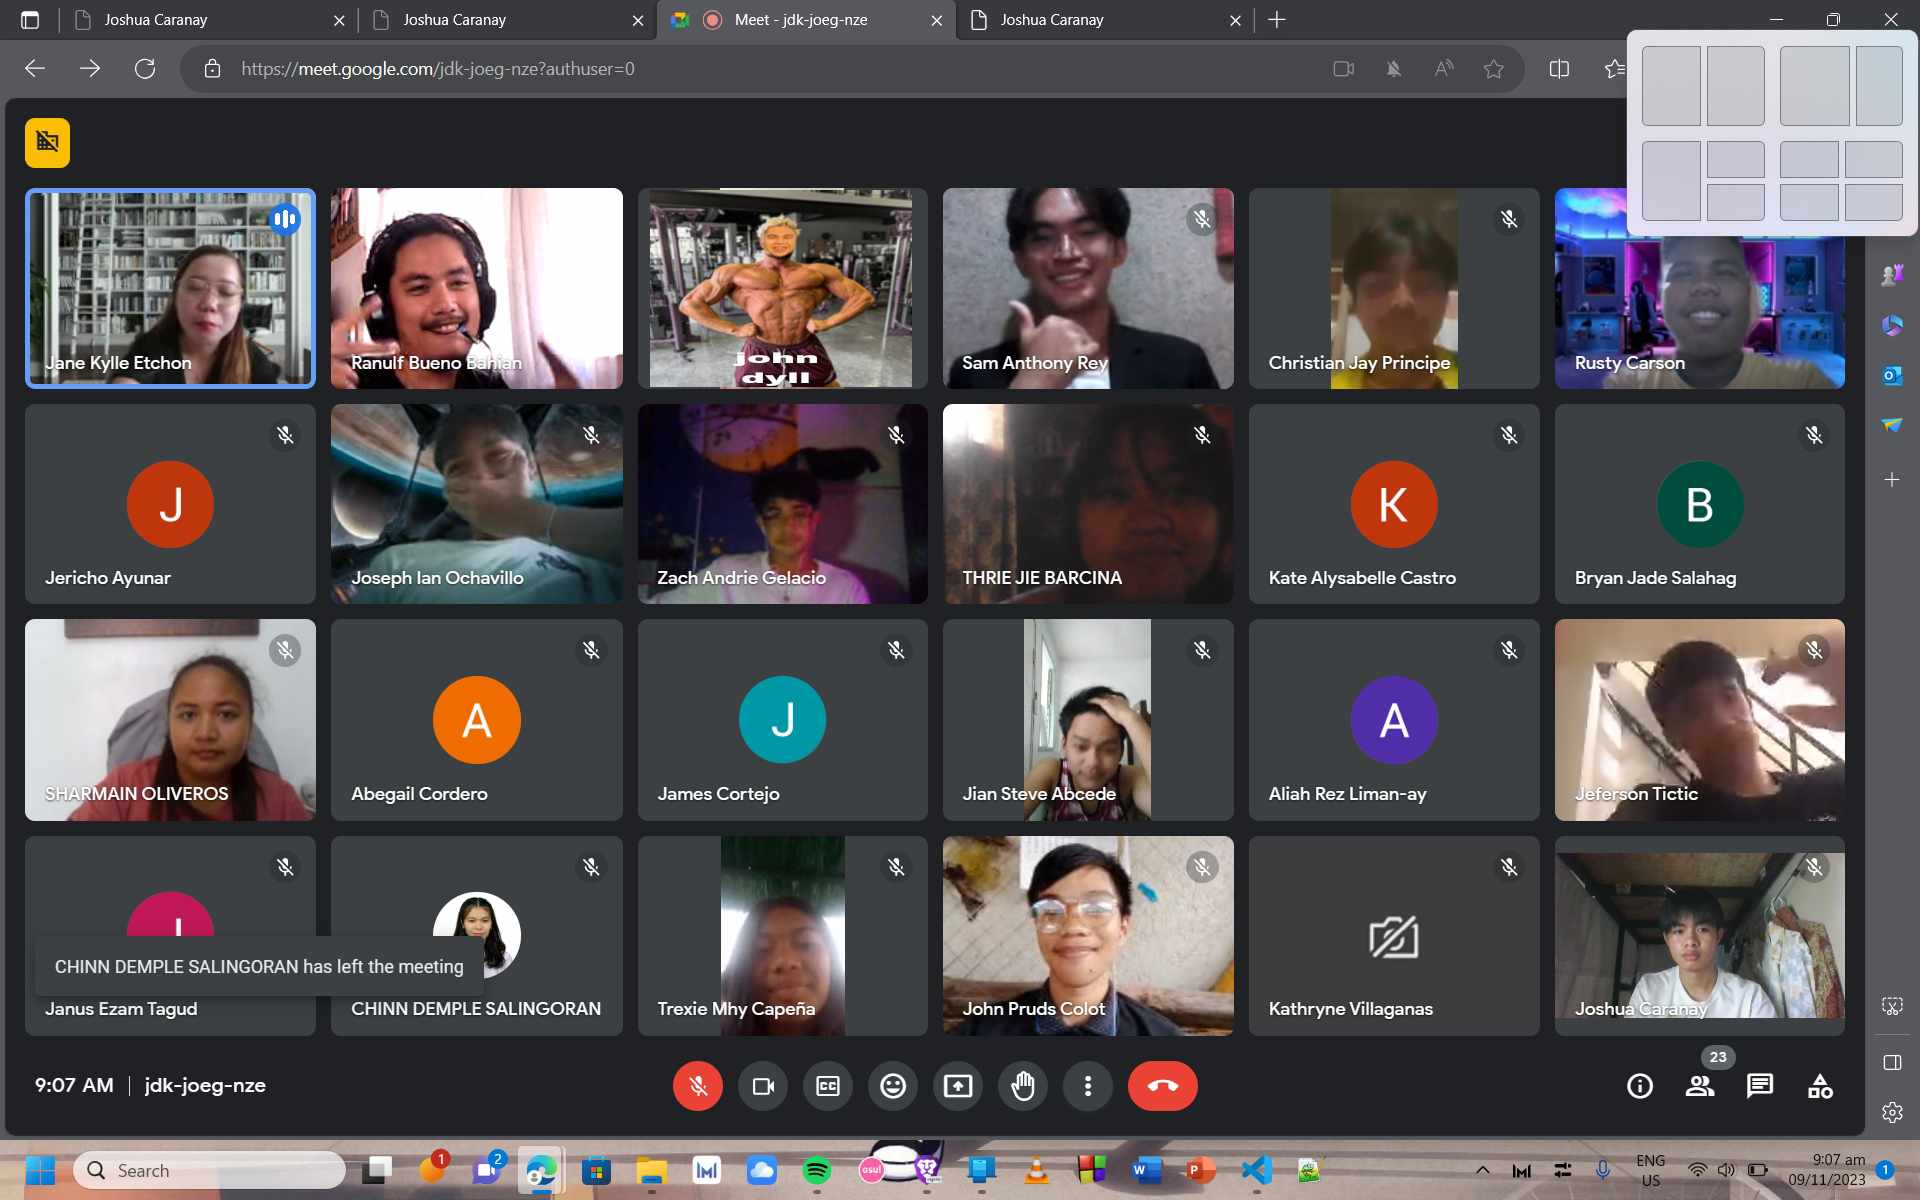 Joshua Caranay
Joshua Caranay
Meet - jdk-joeg-nze
Joshua Caranay
https://meet.google.com/jdk-joeg-nze?authuser=0
Jane Kylle Etchon
Ranulf Bueno Bahian
john
dyll
Sam Anthony Rey
Christian Jay Principe
Rusty Carson
J
Jericho Ayunar
Joseph Ian Ochavillo
Zach Andrie Gelacio
THRIE JIE BARCINA
K
Kate Alysabelle Castro
B
Bryan Jade Salahag
SHARMAIN OLIVEROS
A
Abegail Cordero
J
James Cortejo
Jian Steve Abcede
A
Aliah Rez Liman-ay
Jeferson Tictic
CHINN DEMPLE SALINGORAN has left the meeting
Janus Ezam Tagud
CHINN DEMPLE SALINGORAN
Trexie Mhy Capeña
John Pruds Colot
Kathryne Villaganas
Joshua Caranay
9:07 AM | jdk-joeg-nze
CC
23
Search
1
2
osu!
W
P
ENG
US
9:07 am
09/11/2023
1